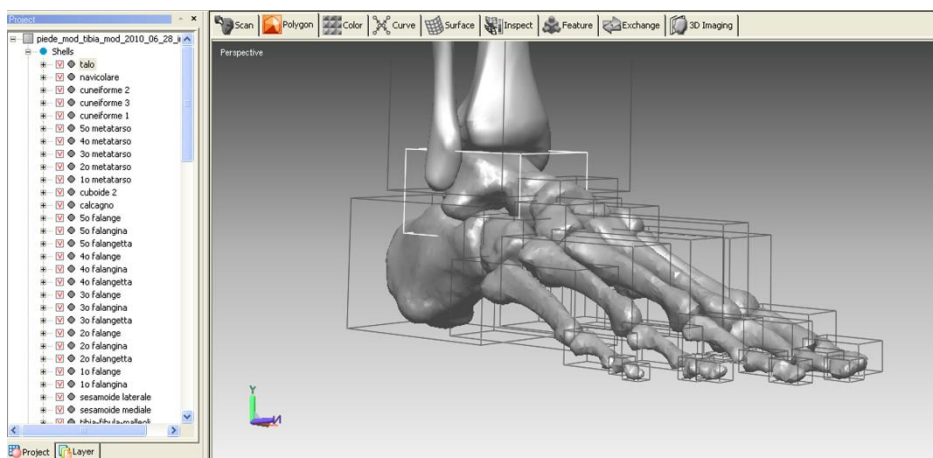 Project
piede_mod_tibia_mod_2010_06_28_i
Shells
talo
navicolare
cuneiforme 2
cuneiforme 3
cuneiforme 1
5o metatarso
4o metatarso
3o metatarso
2o metatarso
1o metatarso
cuboide 2
calcagno
5o falange
5o falangina
5o falangetta
4o falange
4o falangina
4o falangetta
3o falange
3o falangina
3o falangetta
2o falange
2o falangina
2o falangetta
1o falange
1o falangina
sesamoide laterale
sesamoide mediale
tibia-fibula-malleoli
Project Layer
Scan Polygon Color Curve Surface Inspect Feature Exchange 3D Imaging
Perspective
Y